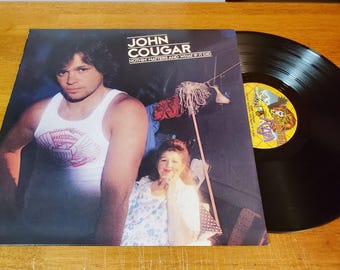 JOHN
COUGAR
NOTHIN' MATTERS AND WHAT IF IT DID